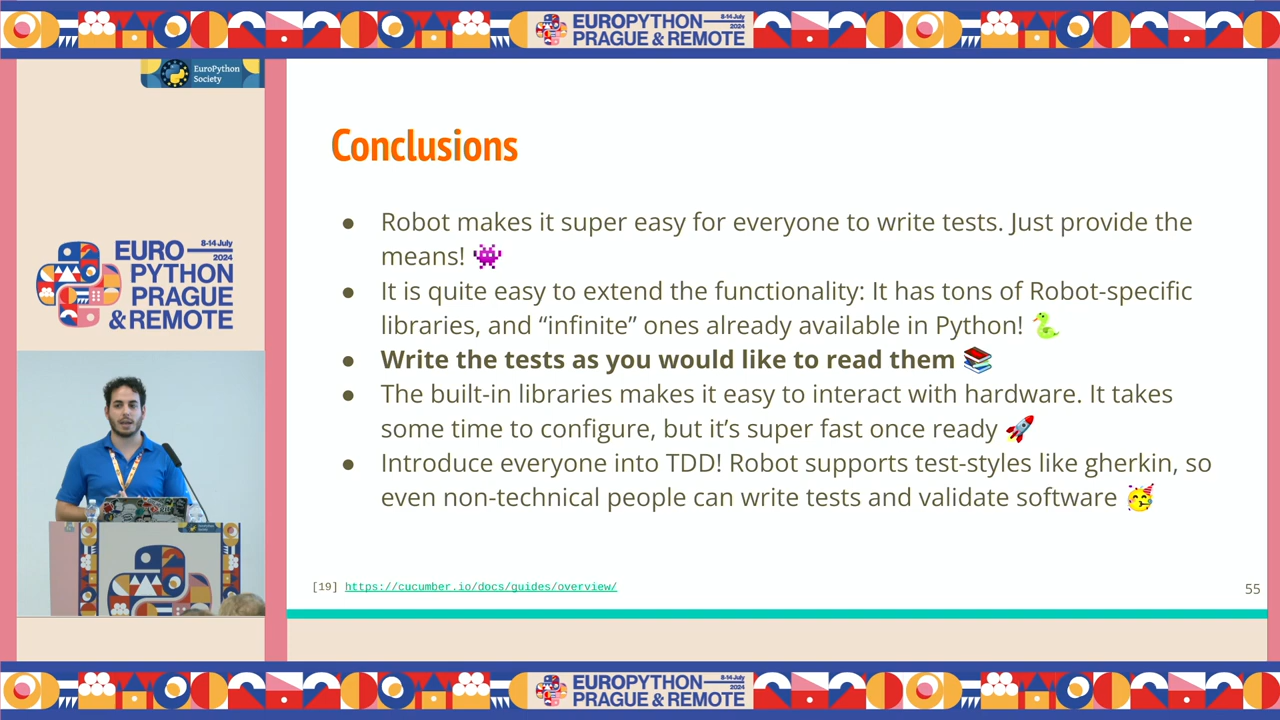 EUROPYTHON
8-14 July
2024
PRAGUE & REMOTE
EuroPython
Society
EURO
8-14 July
2024
PYTHON
PRAGUE
& REMOTE
Conclusions
● Robot makes it super easy for everyone to write tests. Just provide the
means! 👾
● It is quite easy to extend the functionality: It has tons of Robot-specific
libraries, and “infinite” ones already available in Python! 🐍
● Write the tests as you would like to read them 📚
● The built-in libraries makes it easy to interact with hardware. It takes
some time to configure, but it’s super fast once ready 🚀
● Introduce everyone into TDD! Robot supports test-styles like gherkin, so
even non-technical people can write tests and validate software 🥳
[19] https://cucumber.io/docs/guides/overview/
55
EUROPYTHON
8-14 July
2024
PRAGUE & REMOTE